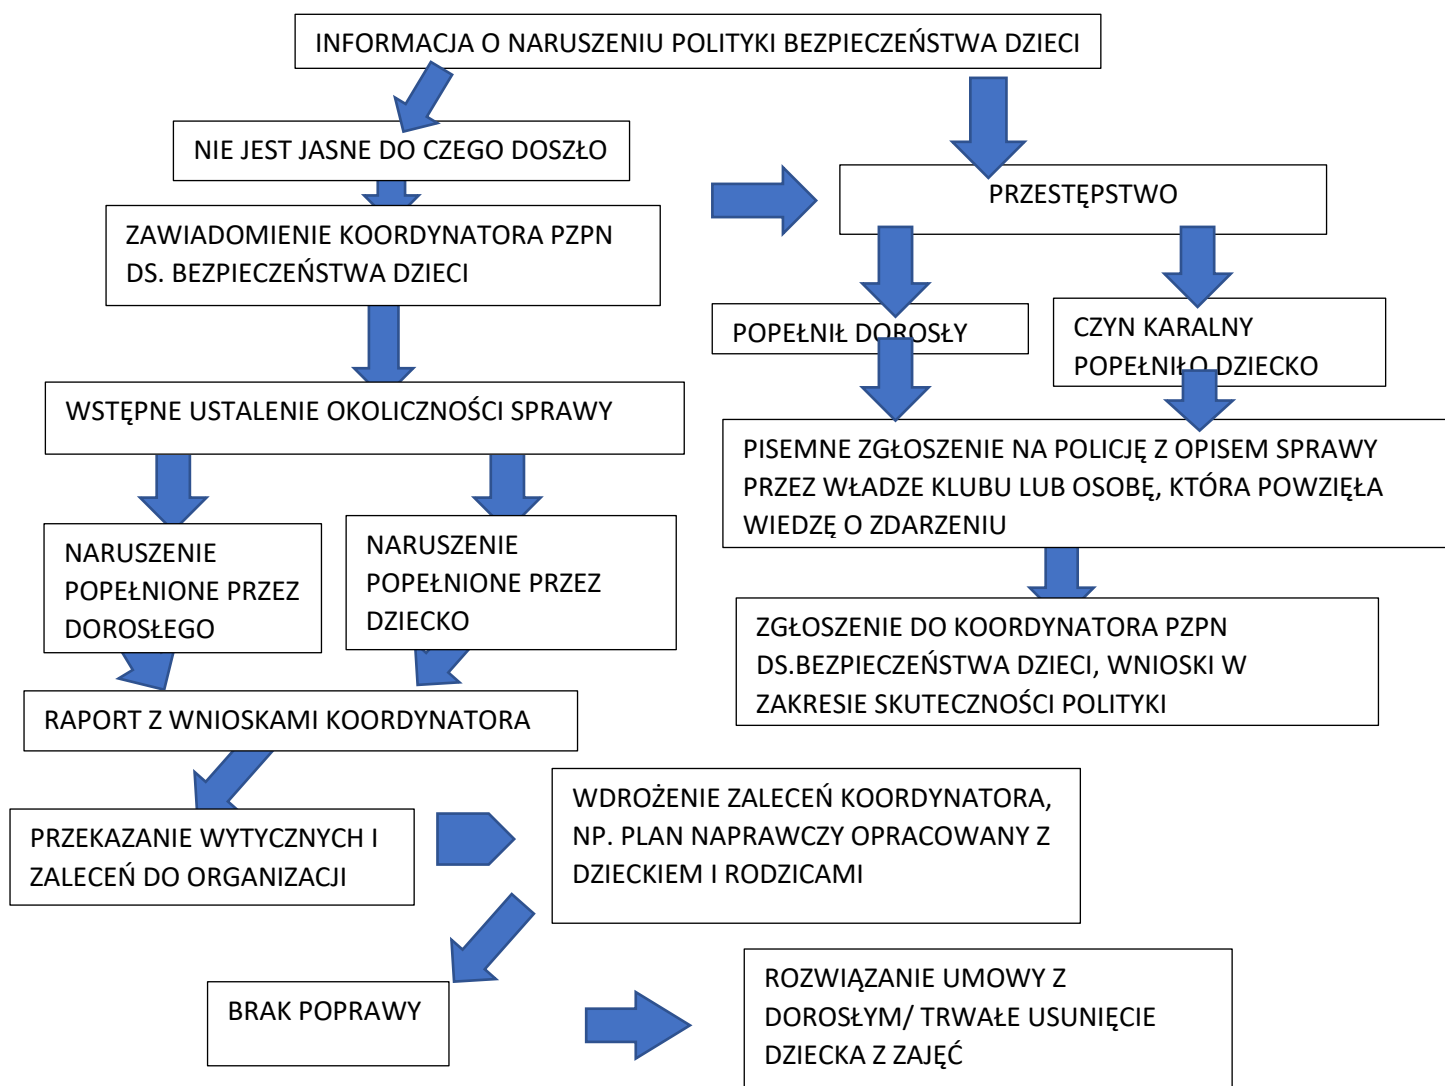 INFORMACJA O NARUSZENIU POLITYKI BEZPIECZEŃSTWA DZIECI
NIE JEST JASNE DO CZEGO DOSZŁO
PRZESTĘPSTWO
ZAWIADOMIENIE KOORDYNATORA PZPN
DS. BEZPIECZEŃSTWA DZIECI
POPEŁNIŁ DOROSŁY
CZYN KARALNY
POPEŁNIŁO DZIECKO
WSTĘPNE USTALENIE OKOLICZNOŚCI SPRAWY
PISEMNE ZGŁOSZENIE NA POLICJĘ Z OPISEM SPRAWY
PRZEZ WŁADZE KLUBU LUB OSOBĘ, KTÓRA POWZIĘŁA
WIEDZĘ O ZDARZENIU
NARUSZENIE
POPEŁNIONE PRZEZ
DOROSŁEGO
NARUSZENIE
POPEŁNIONE PRZEZ
DZIECKO
ZGŁOSZENIE DO KOORDYNATORA PZPN
DS.BEZPIECZEŃSTWA DZIECI, WNIOSKI W
ZAKRESIE SKUTECZNOŚCI POLITYKI
RAPORT Z WNIOSKAMI KOORDYNATORA
PRZEKAZANIE WYTYCZNYCH I
ZALECEŃ DO ORGANIZACJI
WDROŻENIE ZALECEŃ KOORDYNATORA,
NP. PLAN NAPRAWCZY OPRACOWANY Z
DZIECKIEM I RODZICAMI
BRAK POPRAWY
ROZWIĄZANIE UMOWY Z
DOROSŁYM/ TRWAŁE USUNIĘCIE
DZIECKA Z ZAJĘĆ